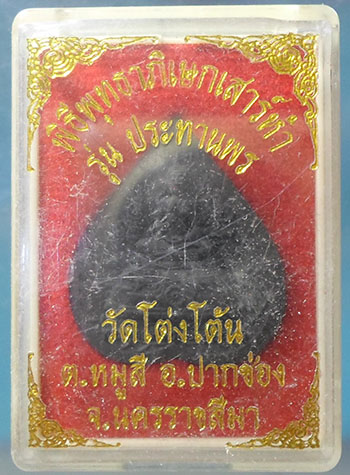 พิธีพุทธาภิเษกเสาร์ห้า
รุ่น ประทานพร
วัดโต่งโต้น
ต.หมูสี อ.ปากช่อง
จ.นครราชสีมา